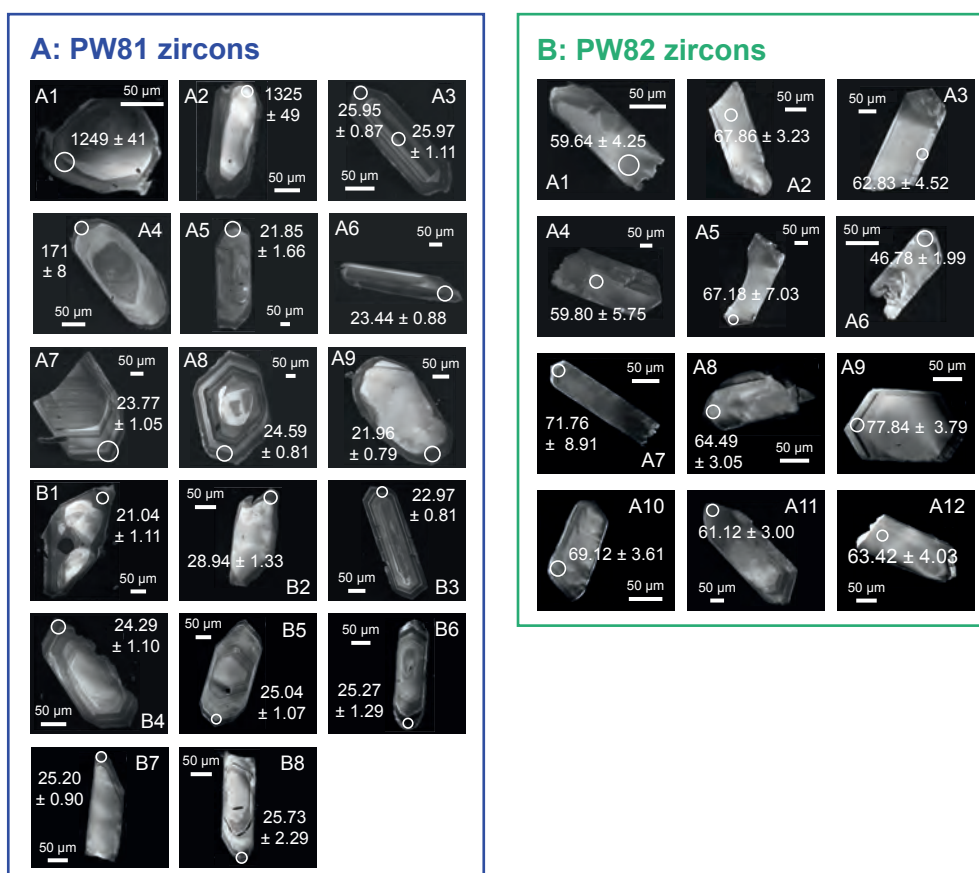 A: PW81 zircons
A1
50 µm
1249 ± 41
A2
1325
± 49
50 µm
A3
25.95
± 0.87
25.97
± 1.11
50 µm
A4
171
± 8
50 µm
A5
21.85
± 1.66
50 µm
A6
50 µm
23.44 ± 0.88
A7
50 µm
23.77
± 1.05
A8
50 µm
24.59
± 0.81
A9
50 µm
21.96
± 0.79
B1
21.04
± 1.11
50 µm
50 µm
28.94 ± 1.33
B2
22.97
± 0.81
50 µm
B3
24.29
± 1.10
50 µm
B4
50 µm
B5
25.04
± 1.07
50 µm
B6
25.27
± 1.29
B7
25.20
± 0.90
50 µm
50 µm
B8
25.73
± 2.29
B: PW82 zircons
50 µm
59.64 ± 4.25
A1
50 µm
67.86 ± 3.23
A2
50 µm
A3
62.83 ± 4.52
A4
50 µm
59.80 ± 5.75
A5
50 µm
67.18 ± 7.03
50 µm
46.78 ± 1.99
A6
50 µm
71.76
± 8.91
A7
A8
64.49
± 3.05
50 µm
A9
50 µm
77.84 ± 3.79
A10
69.12 ± 3.61
50 µm
A11
61.12 ± 3.00
50 µm
A12
63.42 ± 4.03
50 µm